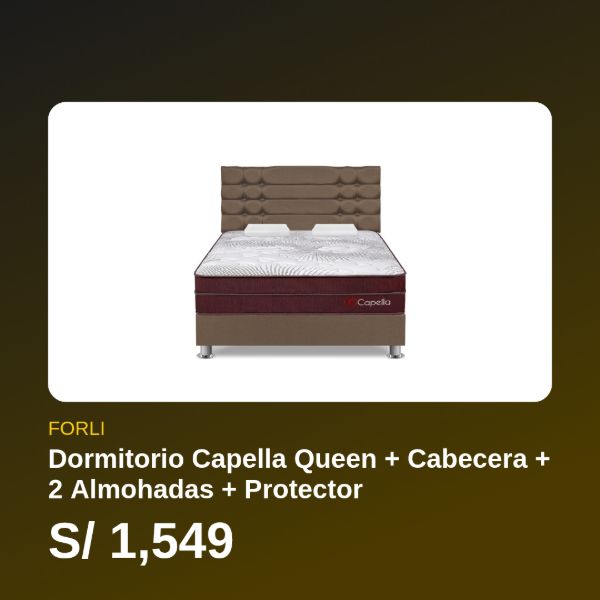 Capella
FORLI
Dormitorio Capella Queen + Cabecera +
2 Almohadas + Protector
S/ 1,549